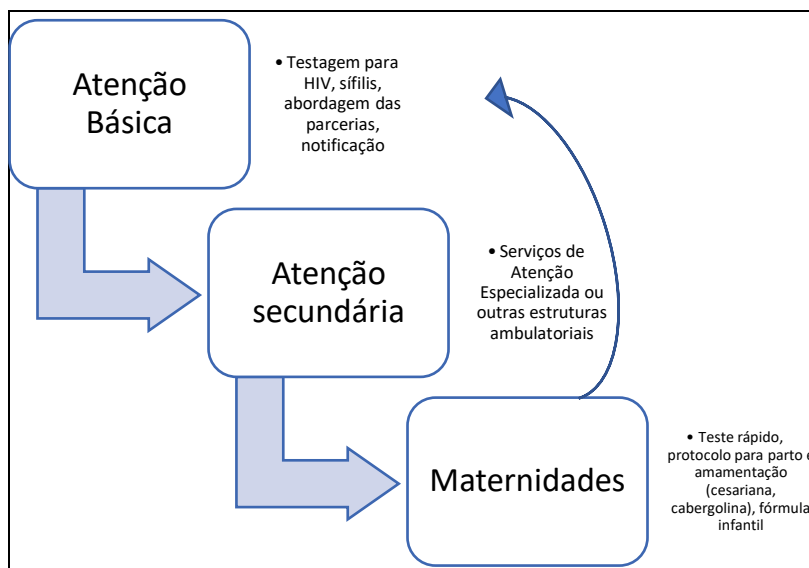 Atenção
Básica
• Testagem para
HIV, sífilis,
abordagem das
parcerias,
notificação
Atenção
secundária
• Serviços de
Atenção
Especializada ou
outras estruturas
ambulatoriais
Maternidades
• Teste rápido,
protocolo para parto e
amamentação
(cesariana,
cabergolina), fórmula
infantil